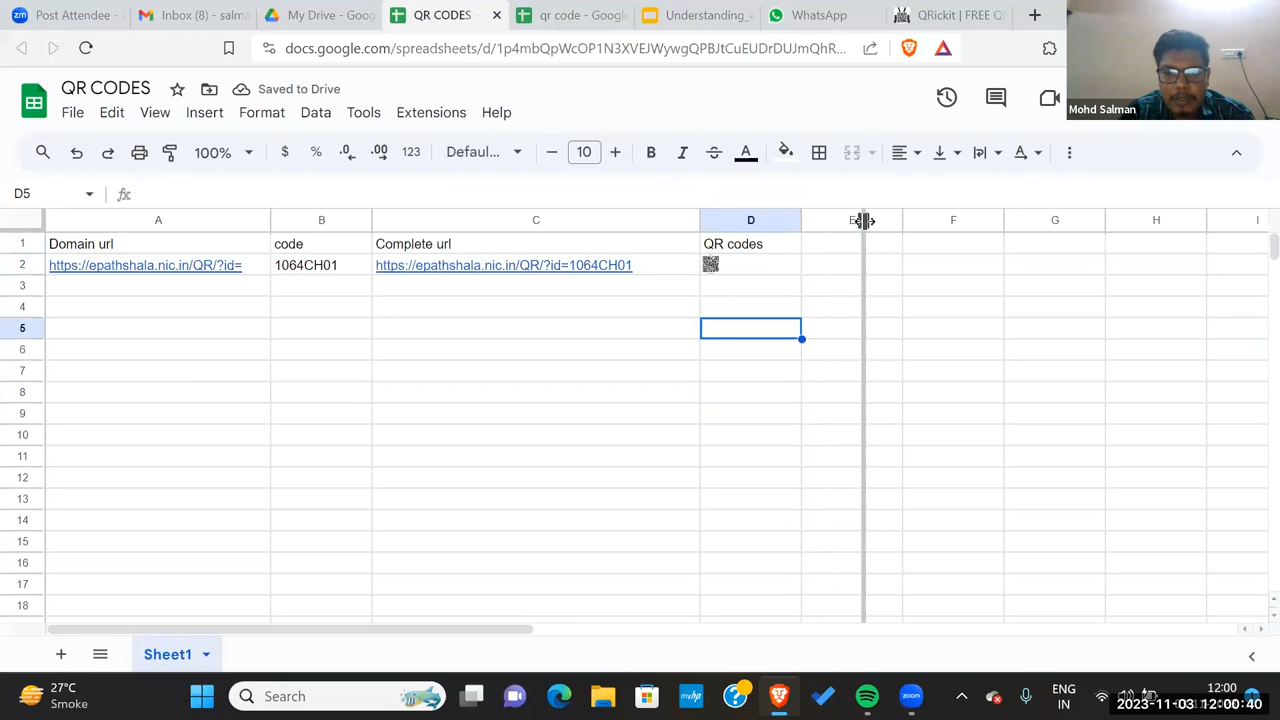 Post Attendee -
Inbox (8) - salma
My Drive - Goog
QR CODES -
qr code - Google
Understanding_e
WhatsApp
QRickit | FREE Q
docs.google.com/spreadsheets/d/1p4mbQpWcOP1N3XVEJWywgQPBJtCuEUDrDUJmQhR...
QR CODES
Saved to Drive
File Edit View Insert Format Data Tools Extensions Help
Mohd Salman
100% $ % .0 .00 123 Defaul... 10 B I A
D5 fx
A B C D E F G H I
1 Domain url code Complete url QR codes
2 https://epathshala.nic.in/QR/?id= 1064CH01 https://epathshala.nic.in/QR/?id=1064CH01
3
4
5
6
7
8
9
10
11
12
13
14
15
16
17
18
Sheet1
27°C
Smoke
Search
ENG
IN
12:00
2023-11-03 12:00:40